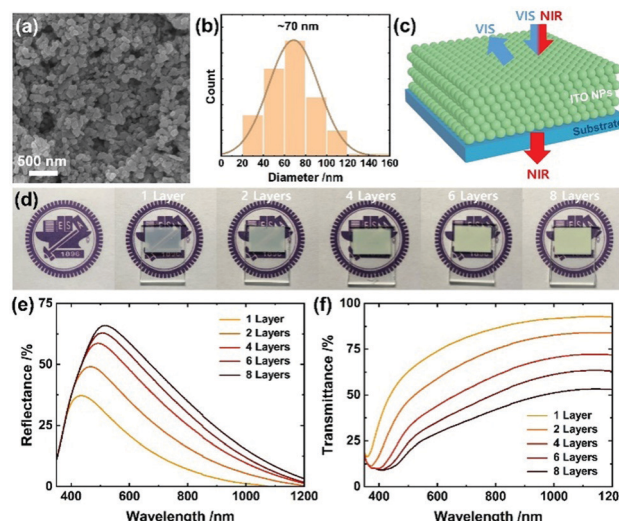 (a)
500 nm
(b)
~70 nm
Count
0 20 40 60 80 100 120 140 160
Diameter /nm
(c)
VIS
VIS NIR
ITO NPs
Substrate
NIR
(d)
1 Layer
2 Layers
4 Layers
6 Layers
8 Layers
E S
1896
(e)
75
50
25
0
Reflectance /%
1 Layer
2 Layers
4 Layers
6 Layers
8 Layers
400 600 800 1000 1200
Wavelength /nm
(f)
100
75
50
25
0
Transmittance /%
1 Layer
2 Layers
4 Layers
6 Layers
8 Layers
400 600 800 1000 120
Wavelength /nm